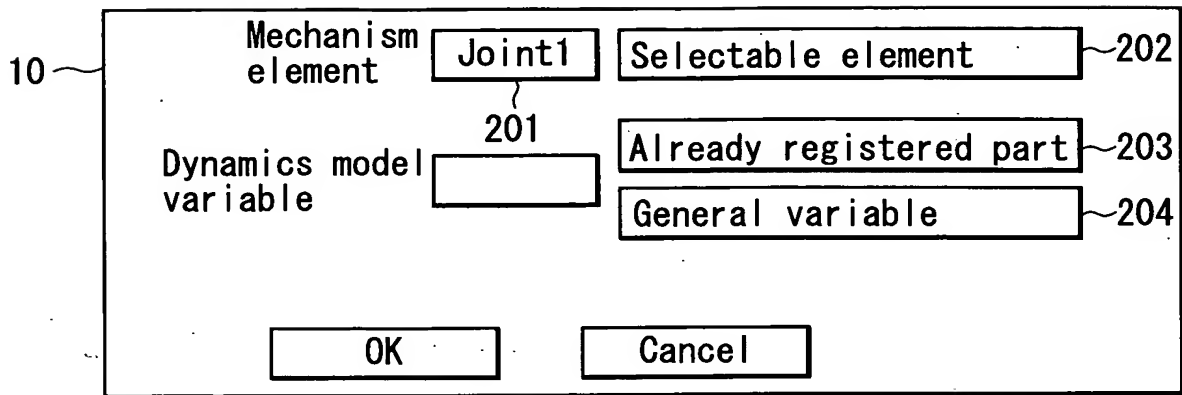 Mechanism
element
Joint1
Selectable element
202
10
201
Already registered part
203
Dynamics model
variable
General variable
204
OK
Cancel